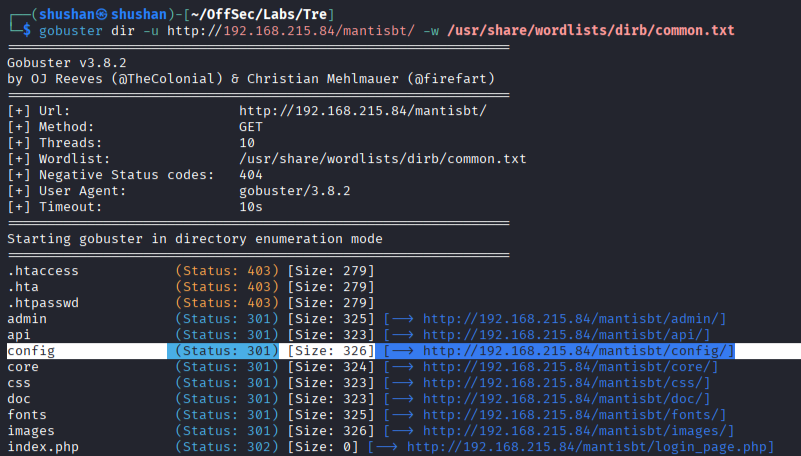 ┌──(shushan㉿shushan)-[~/OffSec/Labs/Tre]
└─$ gobuster dir -u http://192.168.215.84/mantisbt/ -w /usr/share/wordlists/dirb/common.txt
===============================================================
Gobuster v3.8.2
by OJ Reeves (@TheColonial) & Christian Mehlmauer (@firefart)
===============================================================
[+] Url:                     http://192.168.215.84/mantisbt/
[+] Method:                  GET
[+] Threads:                 10
[+] Wordlist:                /usr/share/wordlists/dirb/common.txt
[+] Negative Status codes:   404
[+] User Agent:              gobuster/3.8.2
[+] Timeout:                 10s
===============================================================
Starting gobuster in directory enumeration mode
===============================================================
.htaccess            (Status: 403) [Size: 279]
.hta                 (Status: 403) [Size: 279]
.htpasswd            (Status: 403) [Size: 279]
admin                (Status: 301) [Size: 325] [--> http://192.168.215.84/mantisbt/admin/]
api                  (Status: 301) [Size: 323] [--> http://192.168.215.84/mantisbt/api/]
config               (Status: 301) [Size: 326] [--> http://192.168.215.84/mantisbt/config/]
core                 (Status: 301) [Size: 324] [--> http://192.168.215.84/mantisbt/core/]
css                  (Status: 301) [Size: 323] [--> http://192.168.215.84/mantisbt/css/]
doc                  (Status: 301) [Size: 323] [--> http://192.168.215.84/mantisbt/doc/]
fonts                (Status: 301) [Size: 325] [--> http://192.168.215.84/mantisbt/fonts/]
images               (Status: 301) [Size: 326] [--> http://192.168.215.84/mantisbt/images/]
index.php            (Status: 302) [Size: 0] [--> http://192.168.215.84/mantisbt/login_page.php]